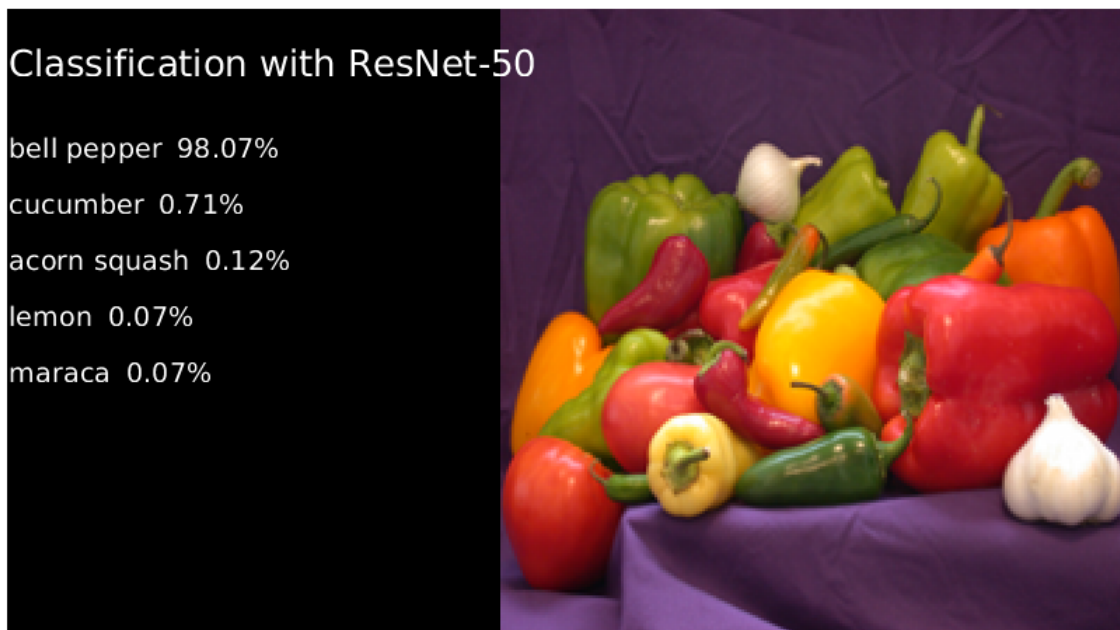 Classification with ResNet-50
bell pepper 98.07%
cucumber 0.71%
acorn squash 0.12%
lemon 0.07%
maraca 0.07%